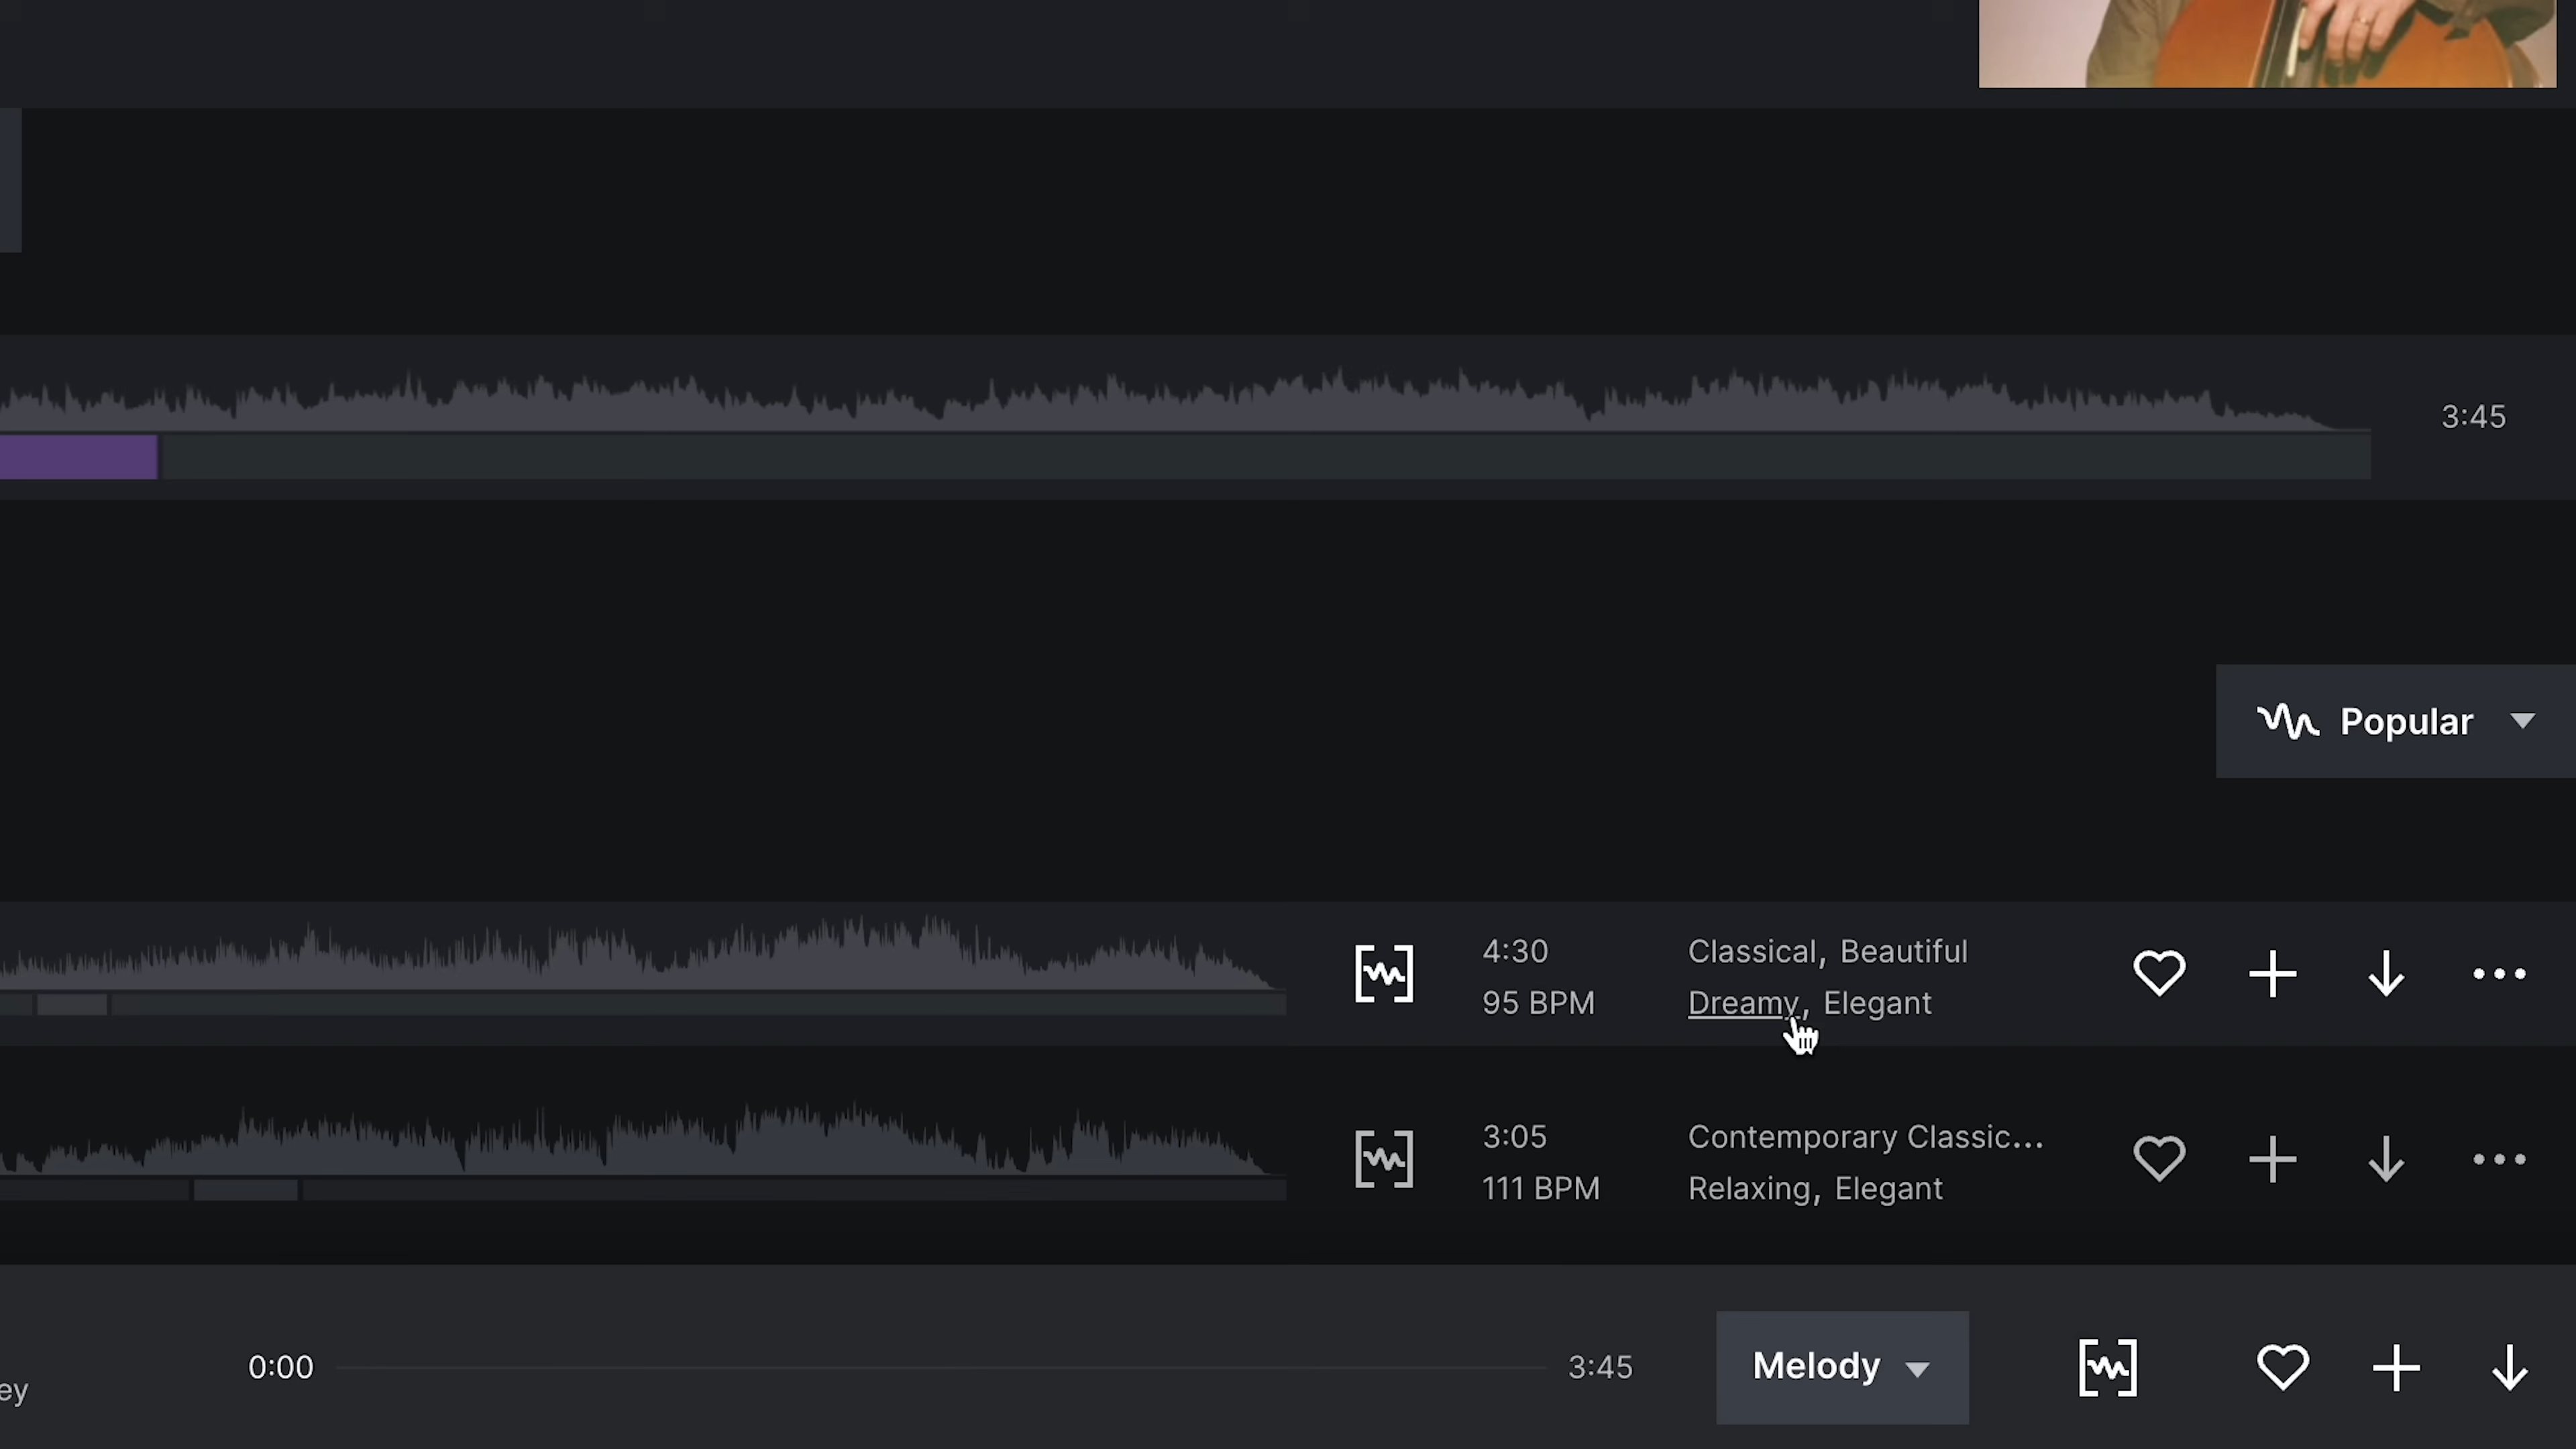 3:45
Popular
4:30
Classical, Beautiful
95 BPM
Dreamy, Elegant
3:05
Contemporary Classic...
111 BPM
Relaxing, Elegant
0:00
3:45
Melody
ey